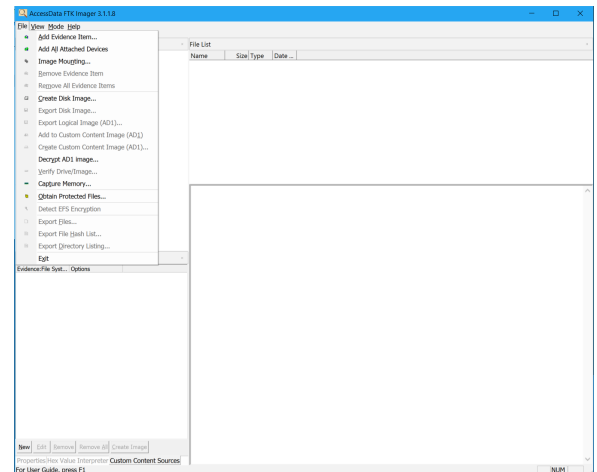 AccessData FTK Imager 3.1.1.8
File View Mode Help
Add Evidence Item...
Add All Attached Devices
Image Mounting...
Remove Evidence Item
Remove All Evidence Items
Create Disk Image...
Export Disk Image...
Export Logical Image (AD1)...
Add to Custom Content Image (AD1)
Create Custom Content Image (AD1)...
Decrypt AD1 image...
Verify Drive/Image...
Capture Memory...
Obtain Protected Files...
Detect EFS Encryption
Export Files...
Export File Hash List...
Export Directory Listing...
Exit
File List
Name Size Type Date ...
Evidence:File Syst... Options
New Edit Remove Remove All Create Image
Properties Hex Value Interpreter Custom Content Sources
For User Guide, press F1 NUM